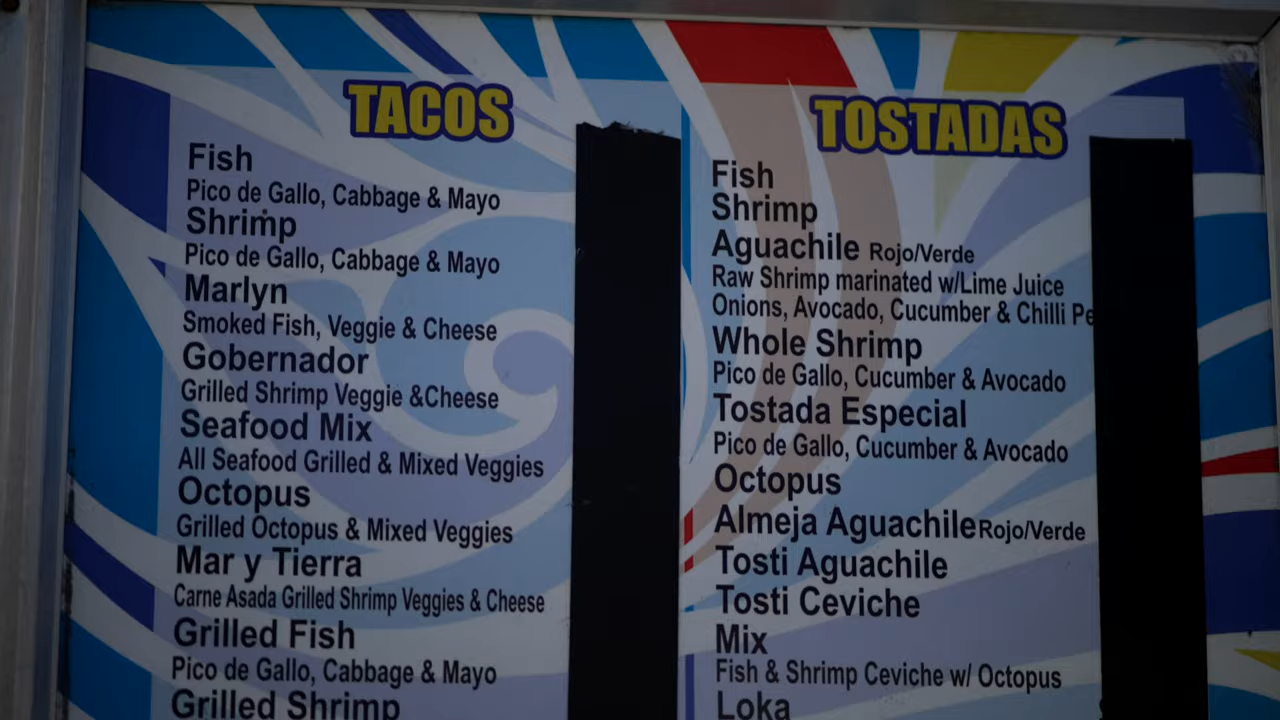 TACOS
Fish
Pico de Gallo, Cabbage & Mayo
Shrimp
Pico de Gallo, Cabbage & Mayo
Marlyn
Smoked Fish, Veggie & Cheese
Gobernador
Grilled Shrimp Veggie &Cheese
Seafood Mix
All Seafood Grilled & Mixed Veggies
Octopus
Grilled Octopus & Mixed Veggies
Mar y Tierra
Carne Asada Grilled Shrimp Veggies & Cheese
Grilled Fish
Pico de Gallo, Cabbage & Mayo
Grilled Shrimp
TOSTADAS
Fish
Shrimp
Aguachile Rojo/Verde
Raw Shrimp marinated w/Lime Juice
Onions, Avocado, Cucumber & Chilli Pe
Whole Shrimp
Pico de Gallo, Cucumber & Avocado
Tostada Especial
Pico de Gallo, Cucumber & Avocado
Octopus
Almeja Aguachile Rojo/Verde
Tosti Aguachile
Tosti Ceviche
Mix
Fish & Shrimp Ceviche w/ Octopus
Loka